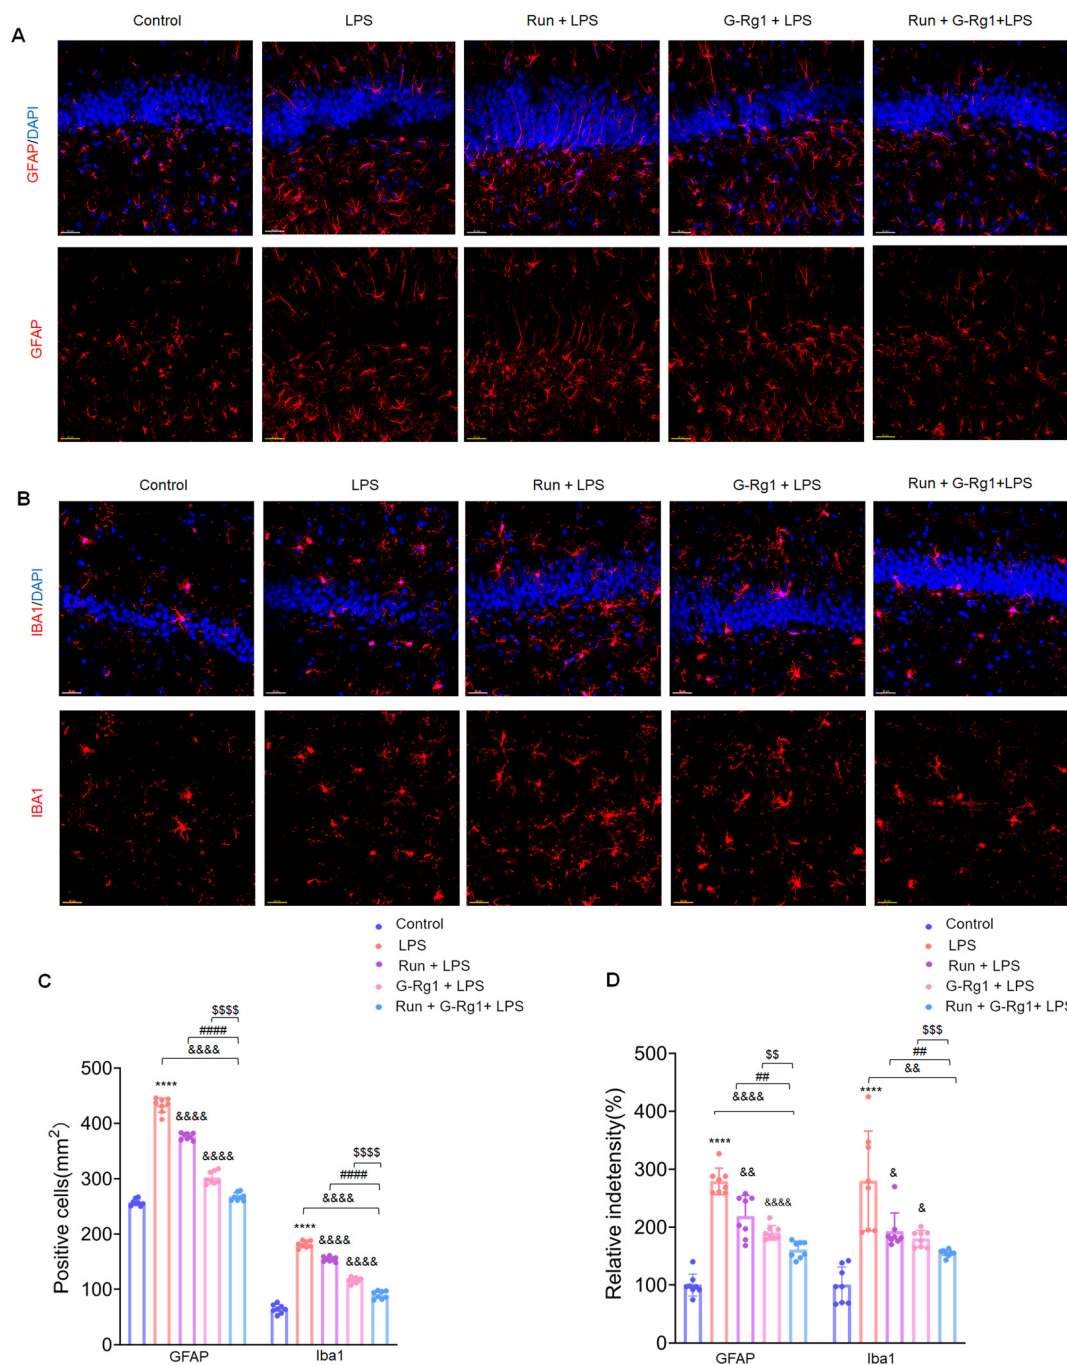 Control LPS Run + LPS G-Rg1 + LPS Run + G-Rg1+LPS
A
GFAP/DAPI
GFAP
Control LPS Run + LPS G-Rg1 + LPS Run + G-Rg1+LPS
B
IBA1/DAPI
IBA1
Control
LPS
Run + LPS
G-Rg1 + LPS
Run + G-Rg1+ LPS
C
$$$$
####
&&&&
****
&&&&
&&&&
$$$$
####
&&&&
****
&&&&
&&&&
Positive cells(mm²)
500
400
300
200
100
0
GFAP Iba1
Control
LPS
Run + LPS
G-Rg1 + LPS
Run + G-Rg1+ LPS
D
$$
##
&&&&
****
&&
&&&&
$$$
##
&&
****
&
&
Relative indetensity(%)
500
400
300
200
100
0
GFAP Iba1